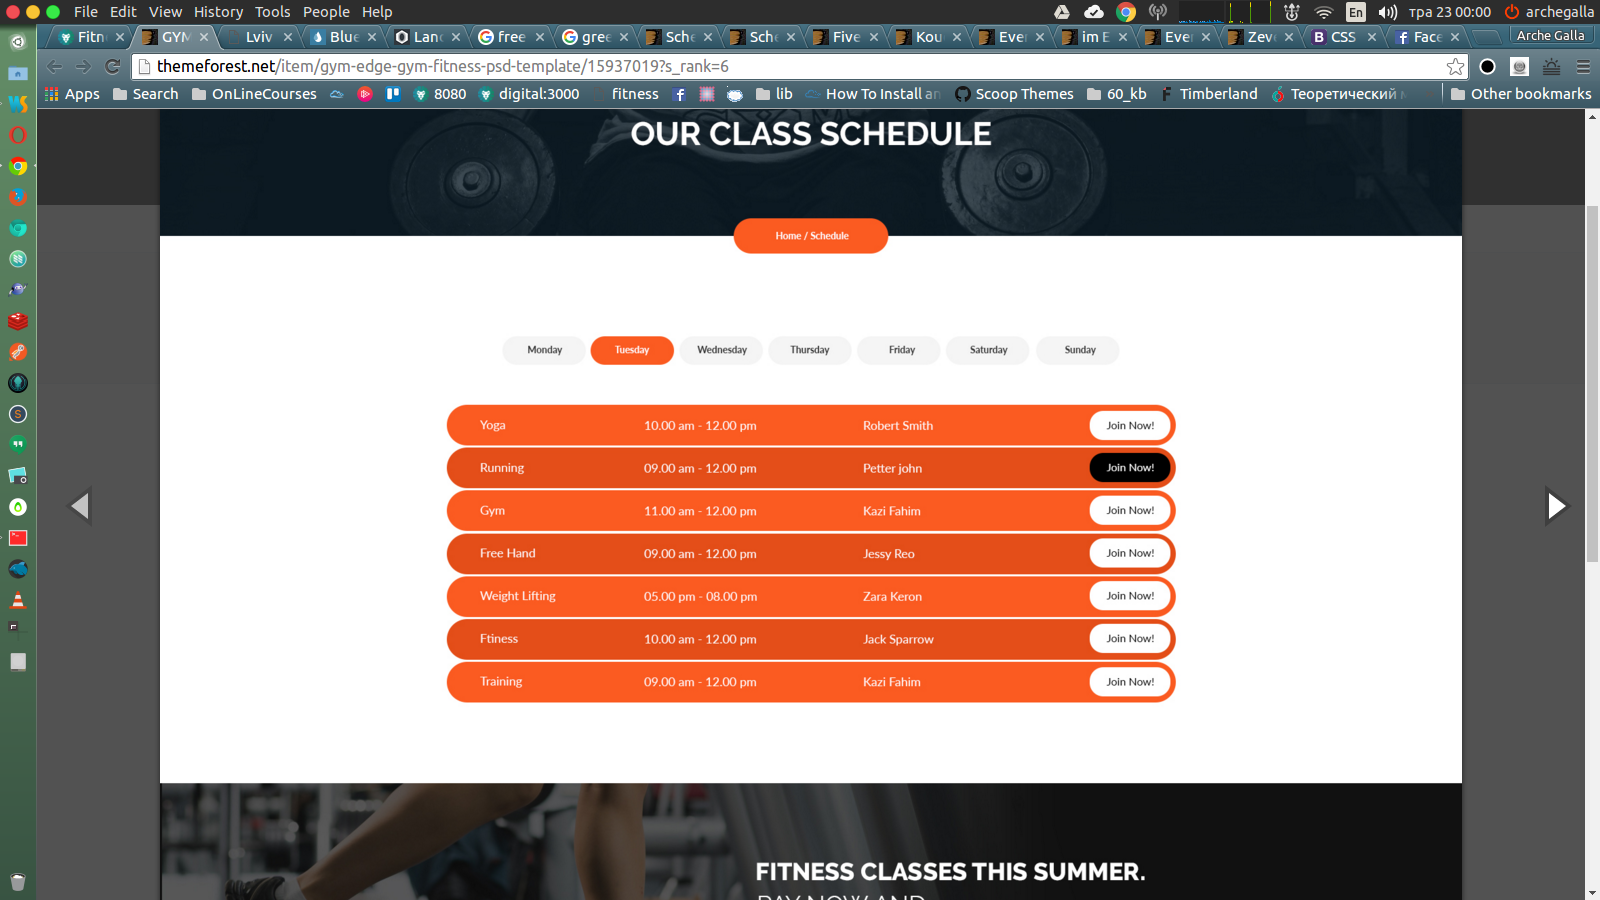 File Edit View History Tools People Help
En тра 23 00:00 archegalla
Fitn GYM Lviv Blue Lanc free gree Sche Sche Five Kou Ever im E Ever Zeve CSS Face Arche Galla
themeforest.net/item/gym-edge-gym-fitness-psd-template/15937019?s_rank=6
Apps Search OnLineCourses 8080 digital:3000 fitness lib How To Install an Scoop Themes 60_kb Timberland Теоретический Other bookmarks
OUR CLASS SCHEDULE
Home / Schedule
Monday Tuesday Wednesday Thursday Friday Saturday Sunday
Yoga 10.00 am - 12.00 pm Robert Smith Join Now!
Running 09.00 am - 12.00 pm Petter john Join Now!
Gym 11.00 am - 12.00 pm Kazi Fahim Join Now!
Free Hand 09.00 am - 12.00 pm Jessy Reo Join Now!
Weight Lifting 05.00 pm - 08.00 pm Zara Keron Join Now!
Ftiness 10.00 am - 12.00 pm Jack Sparrow Join Now!
Training 09.00 am - 12.00 pm Kazi Fahim Join Now!
FITNESS CLASSES THIS SUMMER.
PAY NOW AND